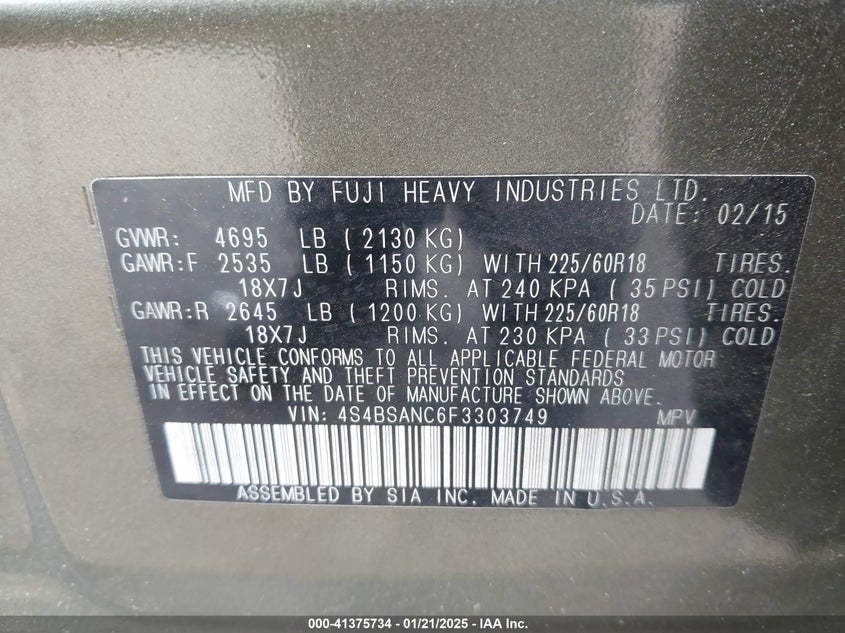 MFD BY FUJI HEAVY INDUSTRIES LTD.
DATE: 02/15
GVWR: 4695 LB ( 2130 KG)
GAWR:F 2535 LB ( 1150 KG) WITH 225/60R18 TIRES.
18X7J RIMS. AT 240 KPA ( 35 PSI) COLD
GAWR:R 2645 LB ( 1200 KG) WITH 225/60R18 TIRES.
18X7J RIMS. AT 230 KPA ( 33 PSI) COLD
THIS VEHICLE CONFORMS TO ALL APPLICABLE FEDERAL MOTOR
VEHICLE SAFETY AND THEFT PREVENTION STANDARDS
IN EFFECT ON THE DATE OF MANUFACTURE SHOWN ABOVE.
VIN: 4S4BSANC6F3303749 MPV
ASSEMBLED BY SIA INC. MADE IN U.S.A.
000-41375734 - 01/21/2025 - IAA Inc.